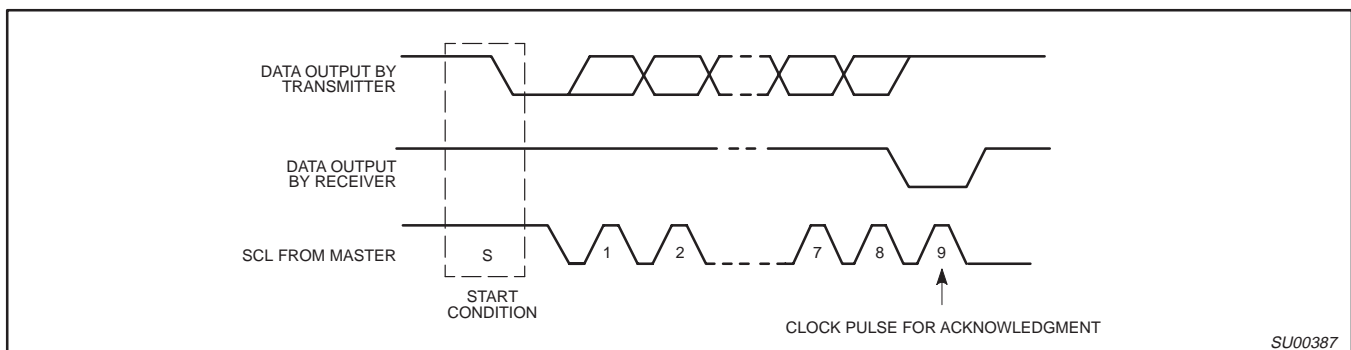 DATA OUTPUT BY
TRANSMITTER
DATA OUTPUT
BY RECEIVER
SCL FROM MASTER
S
1
2
7
8
9
START
CONDITION
CLOCK PULSE FOR ACKNOWLEDGMENT
SU00387